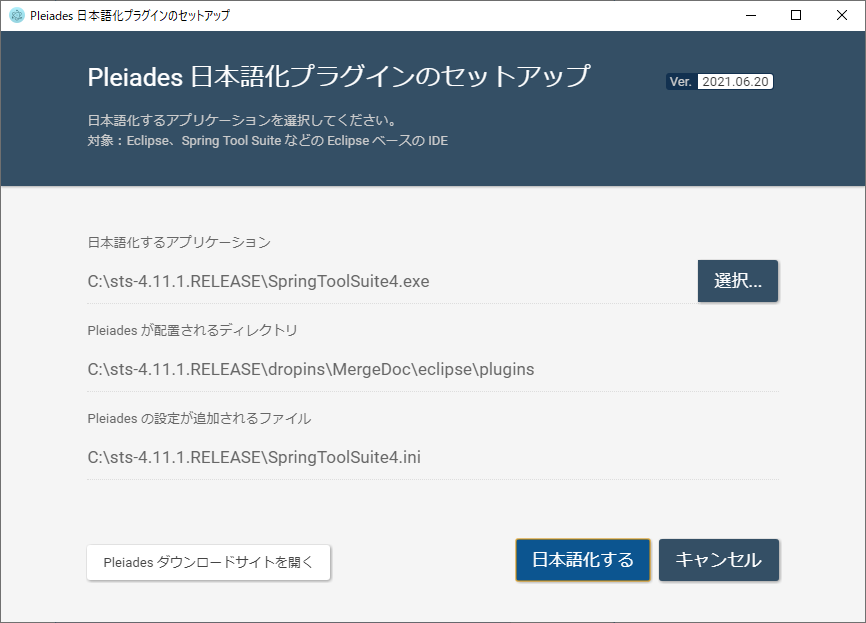 Pleiades 日本語化プラグインのセットアップ
Pleiades 日本語化プラグインのセットアップ
Ver. 2021.06.20
日本語化するアプリケーションを選択してください。
対象：Eclipse、Spring Tool Suite などの Eclipse ベースの IDE
日本語化するアプリケーション
C:\sts-4.11.1.RELEASE\SpringToolSuite4.exe
選択...
Pleiades が配置されるディレクトリ
C:\sts-4.11.1.RELEASE\dropins\MergeDoc\eclipse\plugins
Pleiades の設定が追加されるファイル
C:\sts-4.11.1.RELEASE\SpringToolSuite4.ini
Pleiades ダウンロードサイトを開く
日本語化する
キャンセル